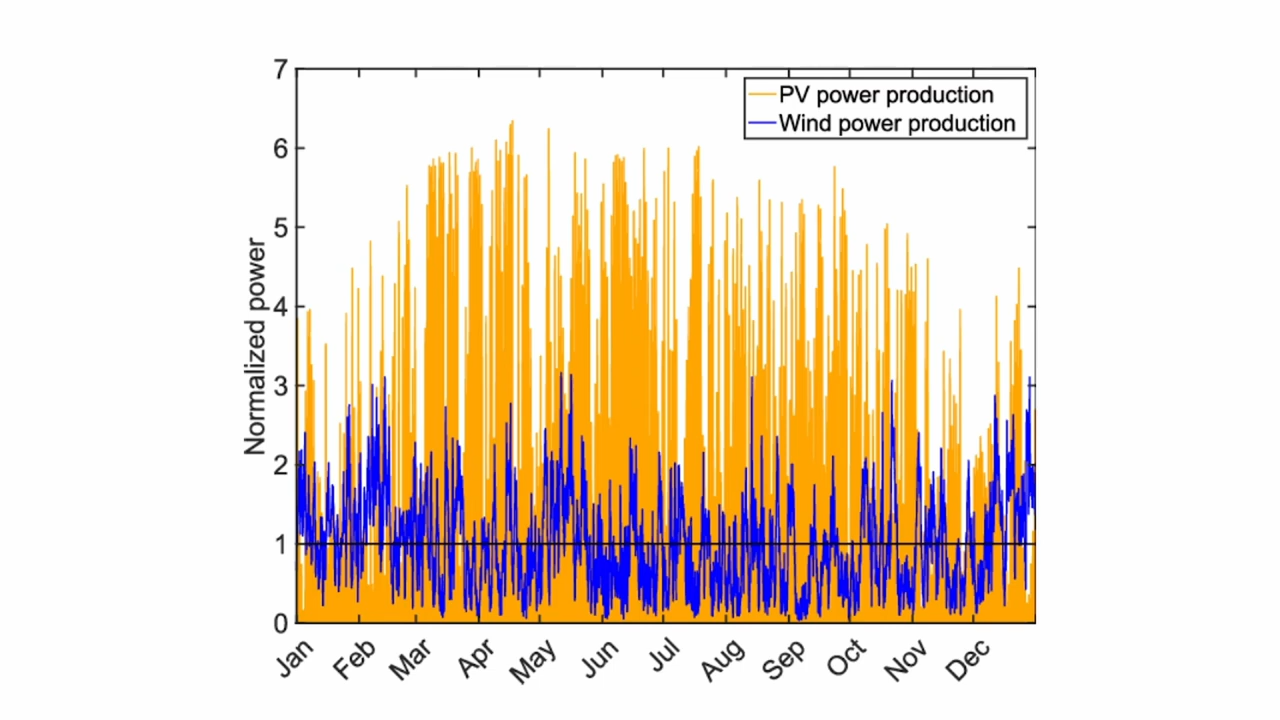 7
6
5
4
3
2
1
0
Normalized power
PV power production
Wind power production
Jan
Feb
Mar
Apr
May
Jun
Jul
Aug
Sep
Oct
Nov
Dec